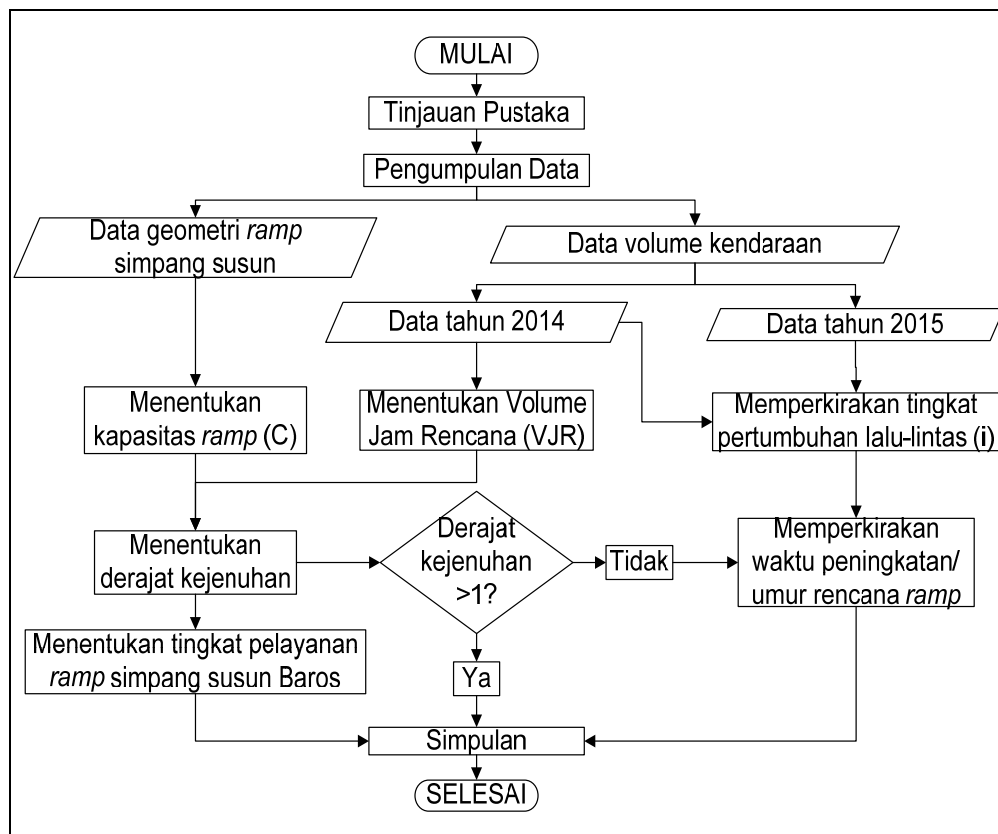 MULAI
Tinjauan Pustaka
Pengumpulan Data
Data geometri ramp
simpang susun
Data volume kendaraan
Data tahun 2014
Data tahun 2015
Menentukan
kapasitas ramp (C)
Menentukan Volume
Jam Rencana (VJR)
Memperkirakan tingkat
pertumbuhan lalu-lintas (i)
Menentukan
derajat kejenuhan
Derajat
kejenuhan
>1?
Tidak
Memperkirakan
waktu peningkatan/
umur rencana ramp
Menentukan tingkat pelayanan
ramp simpang susun Baros
Ya
Simpulan
SELESAI